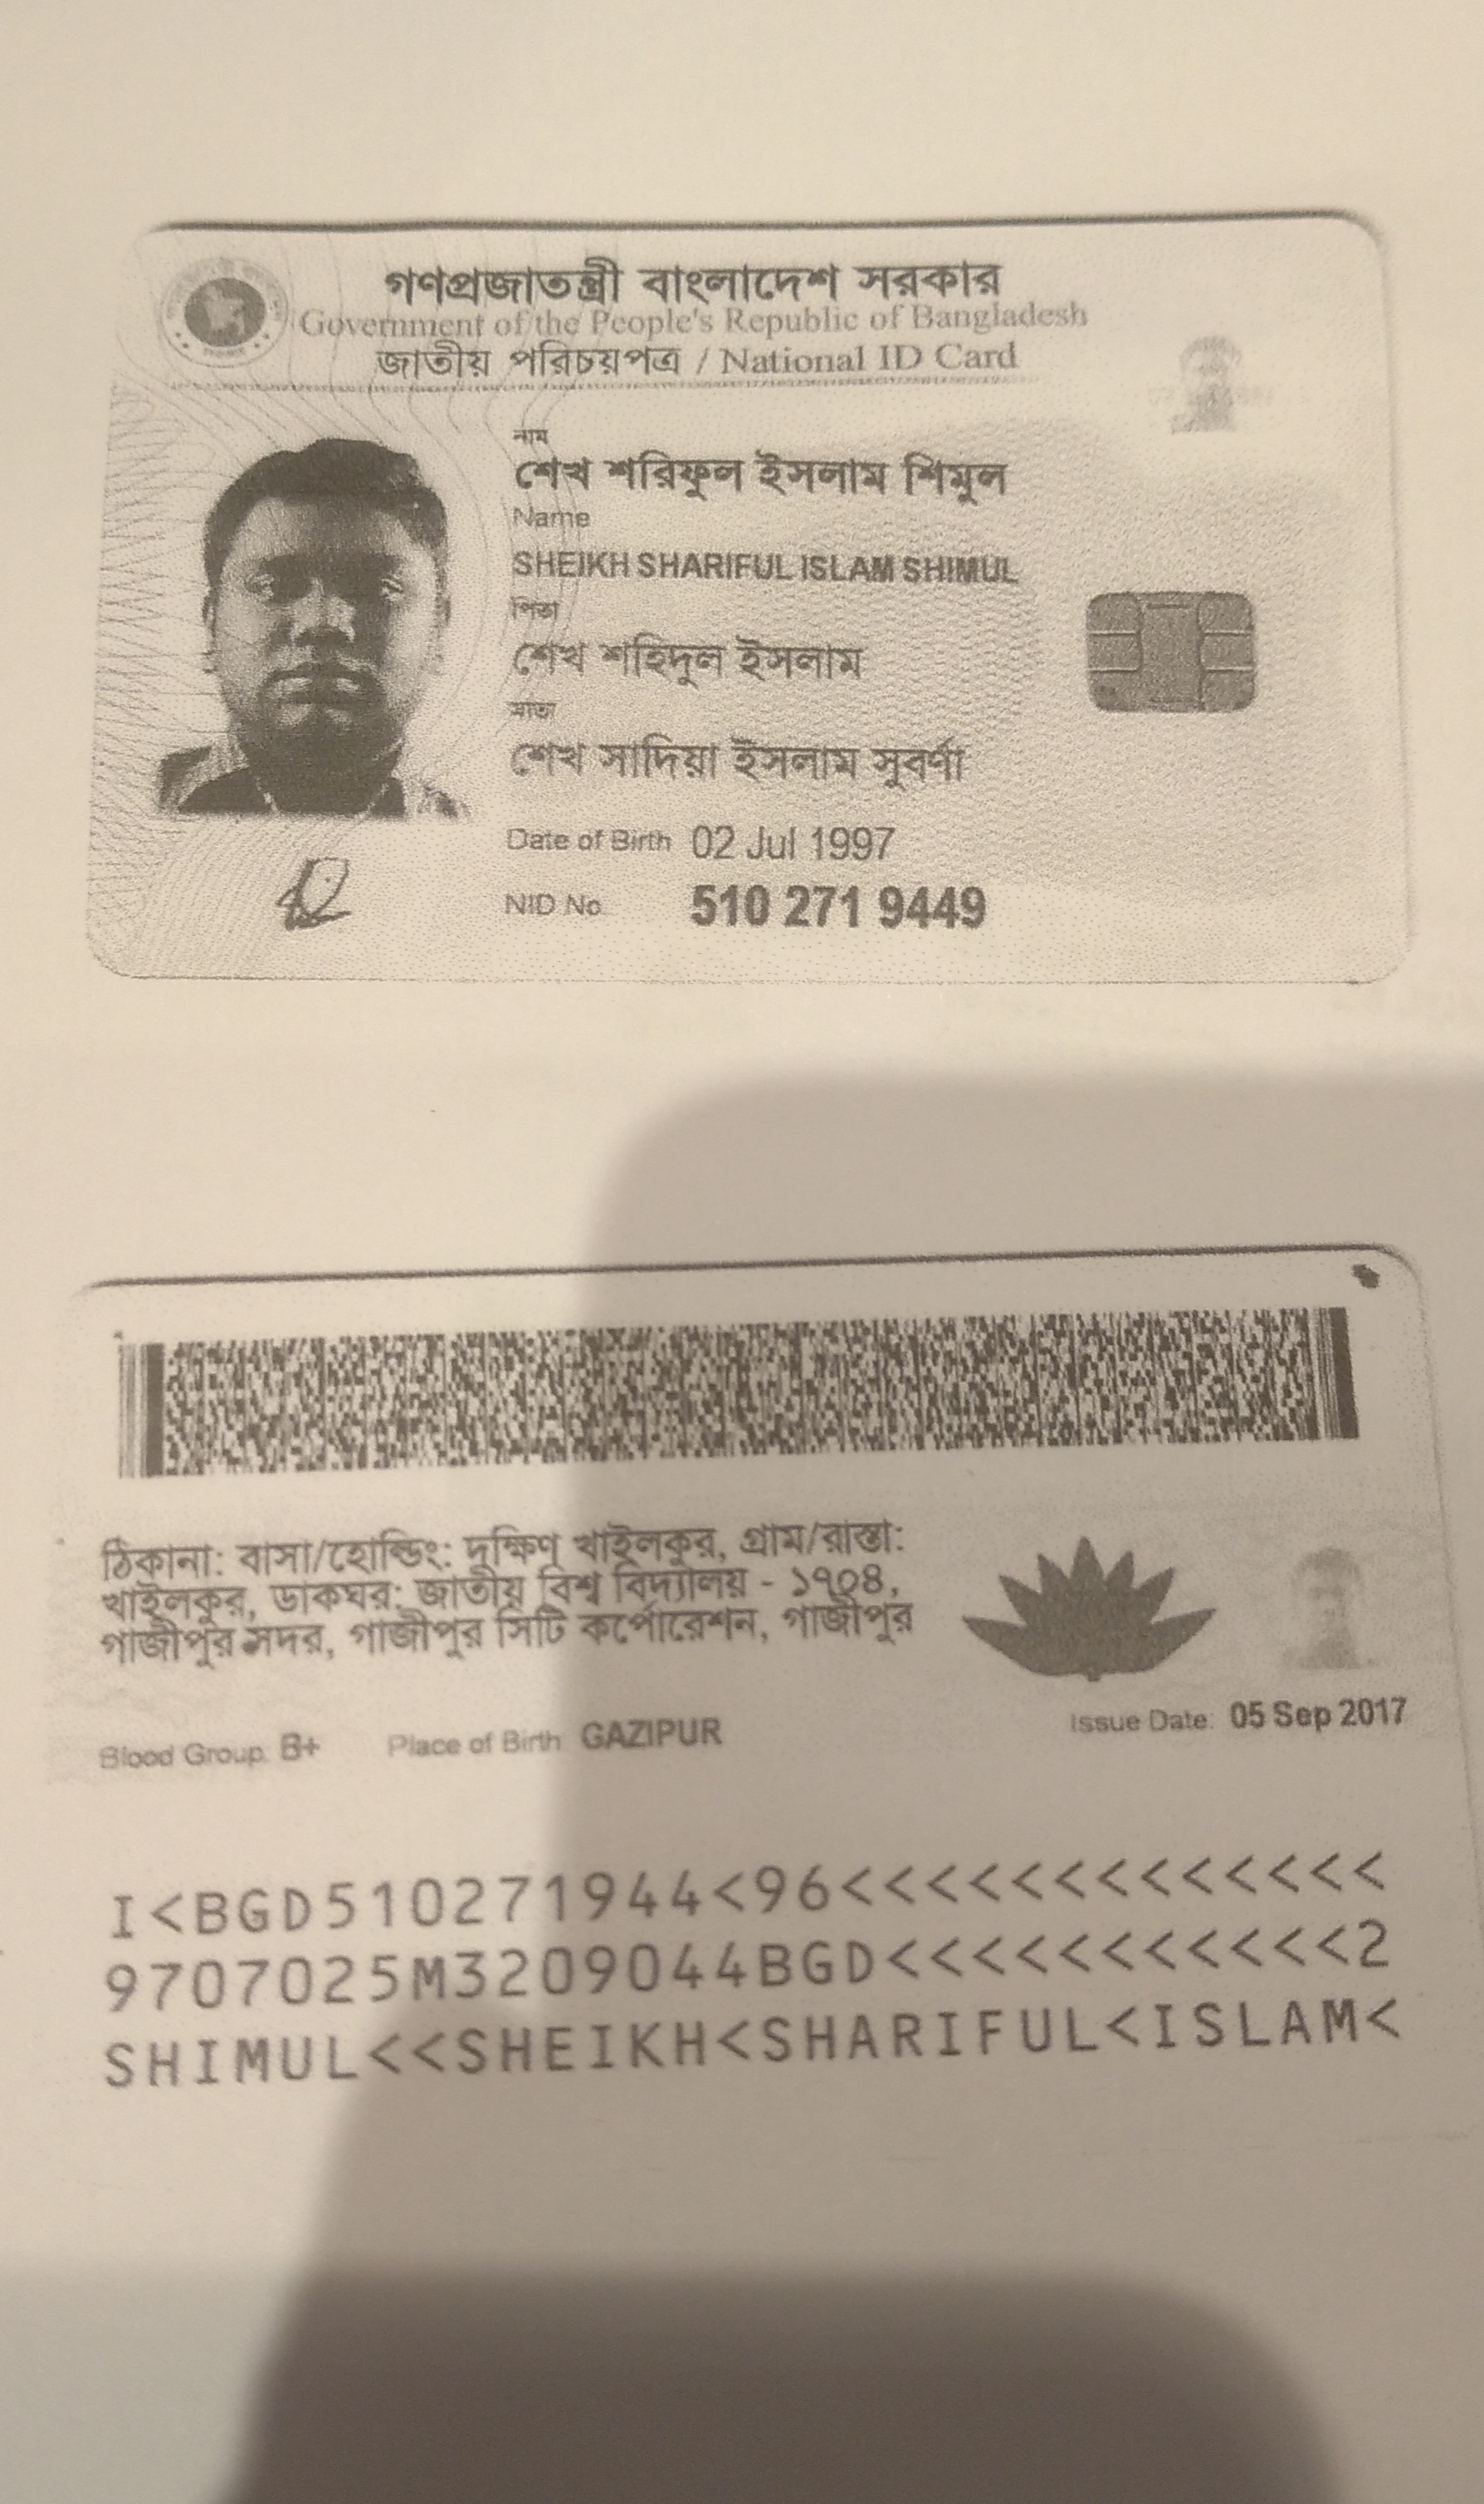 গণপ্রজাতন্ত্রী বাংলাদেশ সরকার
Government of the People's Republic of Bangladesh
জাতীয় পরিচয়পত্র / National ID Card
নাম
শেখ শরিফুল ইসলাম শিমুল
Name
SHEIKH SHARIFUL ISLAM SHIMUL
পিতা
শেখ শহিদুল ইসলাম
মাতা
শেখ সাদিয়া ইসলাম সুবর্ণা
Date of Birth 02 Jul 1997
NID No. 510 271 9449
ঠিকানা: বাসা/হোল্ডিং: দক্ষিণ খাইলকুর, গ্রাম/রাস্তা:
খাইলকুর, ডাকঘর: জাতীয় বিশ্ব বিদ্যালয় - ১৭০৪,
গাজীপুর সদর, গাজীপুর সিটি কর্পোরেশন, গাজীপুর
Blood Group: B+ Place of Birth: GAZIPUR Issue Date: 05 Sep 2017
I<BGD510271944<96<<<<<<<<<<<<<
9707025M3209044BGD<<<<<<<<<<<2
SHIMUL<<SHEIKH<SHARIFUL<ISLAM<